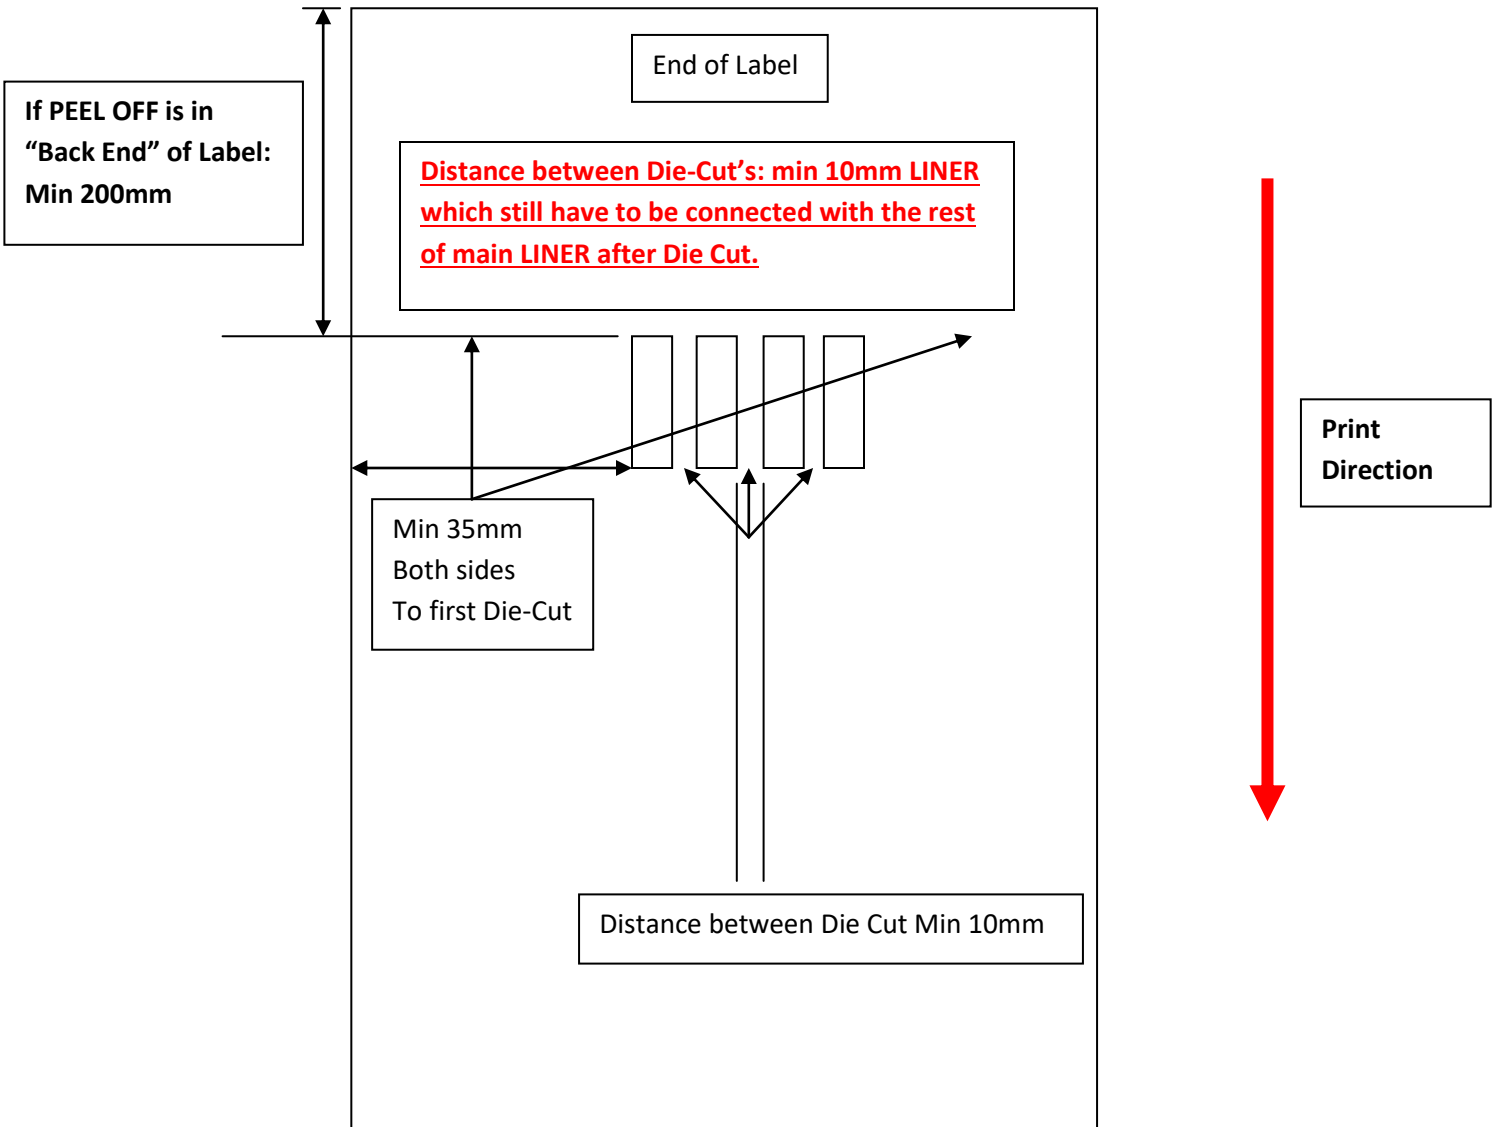 End of Label
If PEEL OFF is in
“Back End” of Label:
Min 200mm
Distance between Die-Cut’s: min 10mm LINER
which still have to be connected with the rest
of main LINER after Die Cut.
Print
Direction
Min 35mm
Both sides
To first Die-Cut
Distance between Die Cut Min 10mm